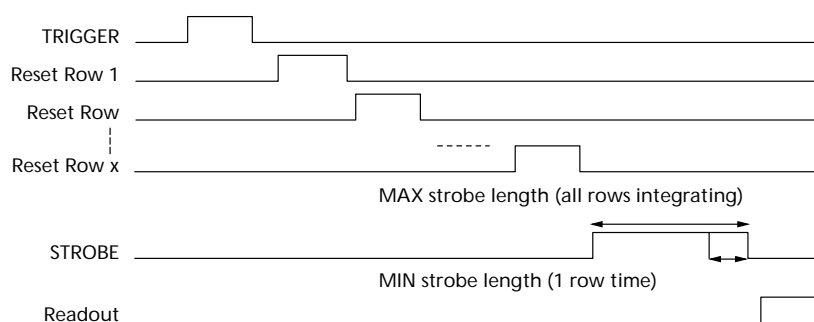 TRIGGER
Reset Row 1
Reset Row
Reset Row x
MAX strobe length (all rows integrating)
STROBE
MIN strobe length (1 row time)
Readout